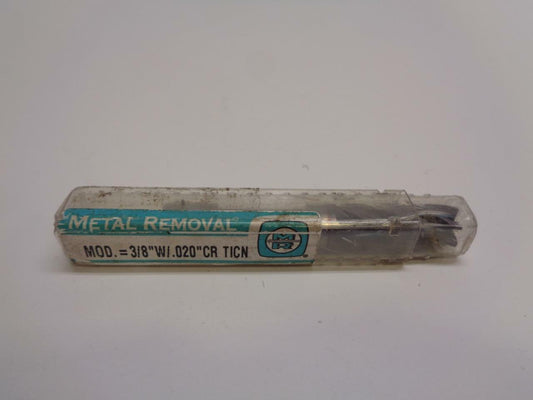 METAL REMOVAL
MOD.=3/8"W/.020"CR TICN